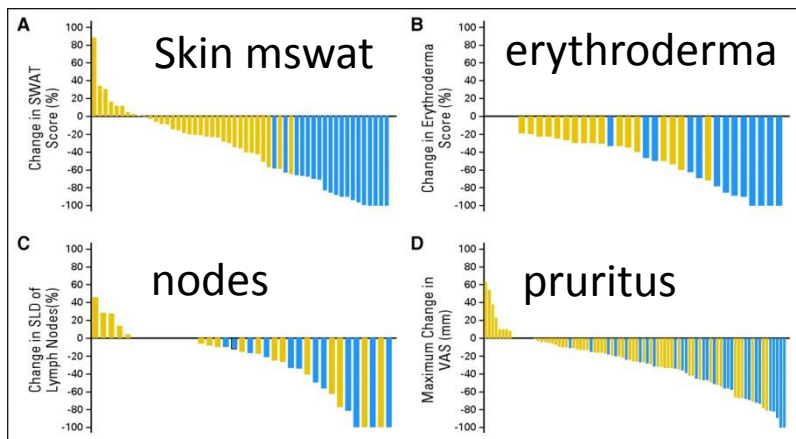 A
Skin mswat
Change in SWAT
Score (%)
100
80
60
40
20
0
-20
-40
-60
-80
-100
B
erythroderma
Change in Erythroderma
Score (%)
100
80
60
40
20
0
-20
-40
-60
-80
-100
C
nodes
Change in SLD of
Lymph Nodes(%)
100
80
60
40
20
0
-20
-40
-60
-80
-100
D
pruritus
Maximum Change in
VAS (mm)
100
80
60
40
20
0
-20
-40
-60
-80
-100